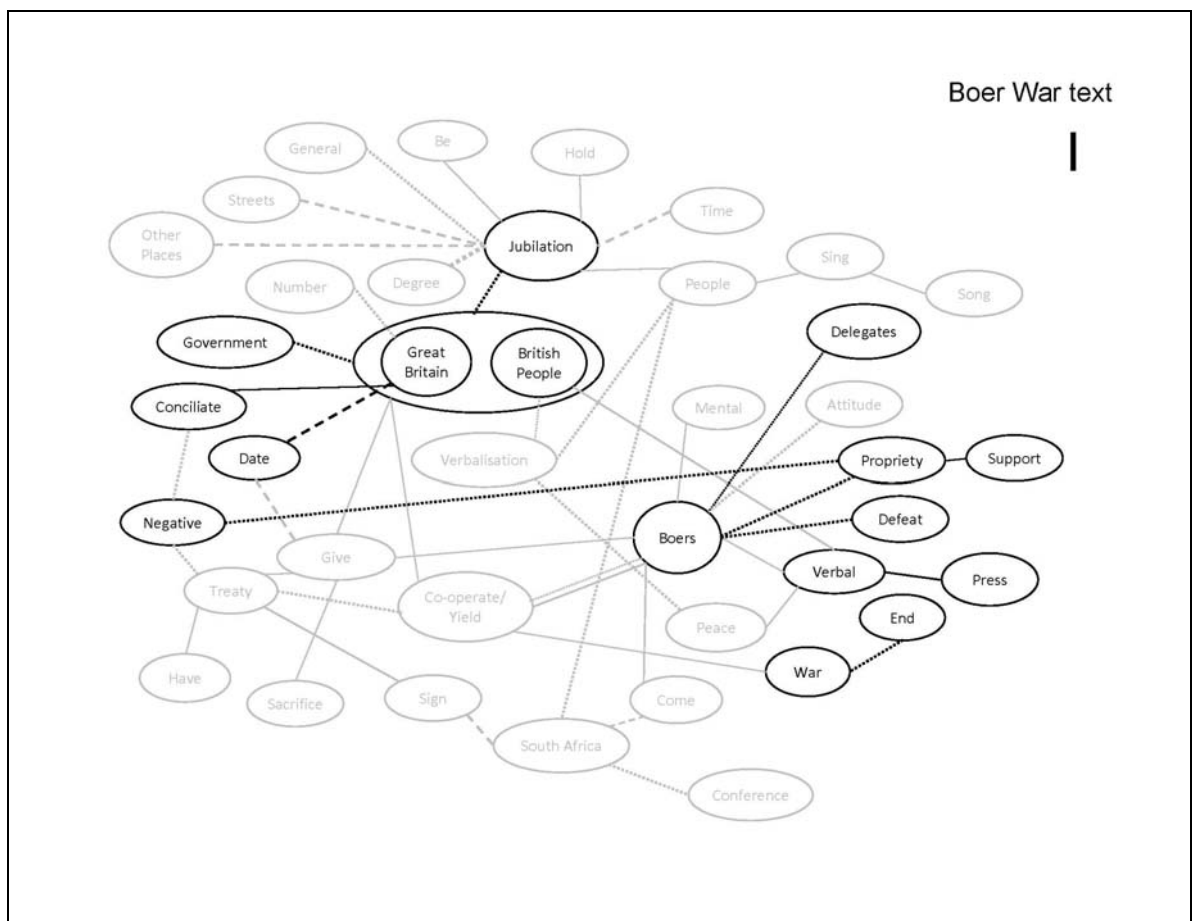 Boer War text
I
General
Be
Hold
Streets
Time
Other
Places
Jubilation
Sing
Number
Degree
People
Song
Government
Great
Britain
British
People
Delegates
Conciliate
Mental
Attitude
Date
Verbalisation
Propriety
Support
Negative
Boers
Defeat
Give
Verbal
Press
Treaty
Co-operate/
Yield
Peace
End
War
Have
Sacrifice
Sign
Come
South Africa
Conference